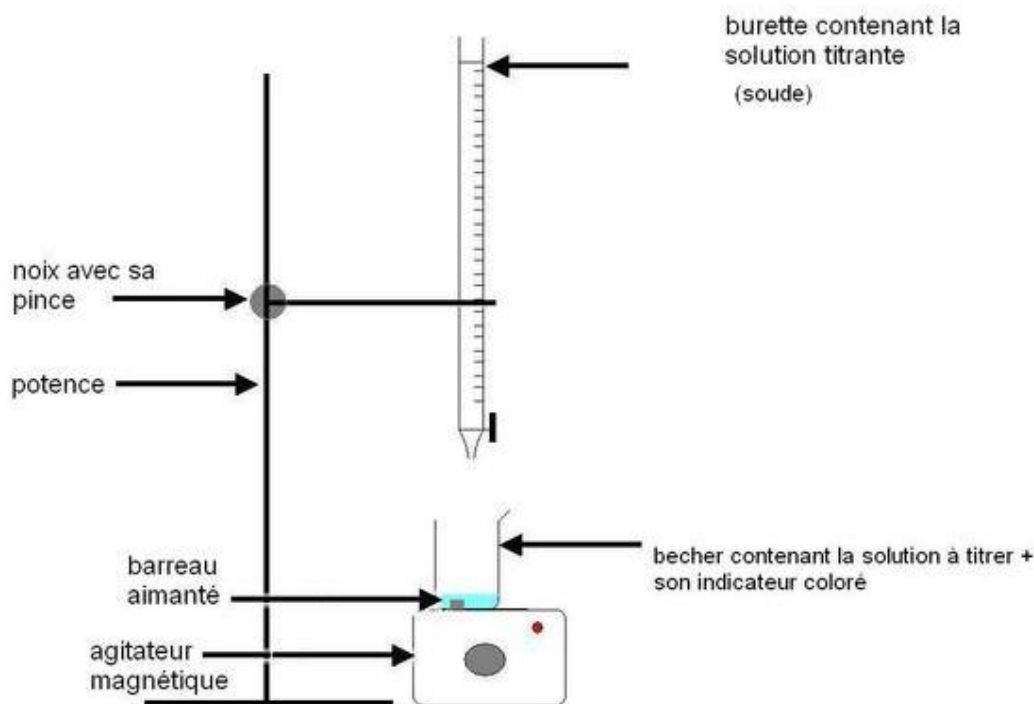 burette contenant la
solution titrante
(soude)
noix avec sa
pince
potence
becher contenant la solution à titrer +
son indicateur coloré
barreau
aimanté
agitateur
magnétique